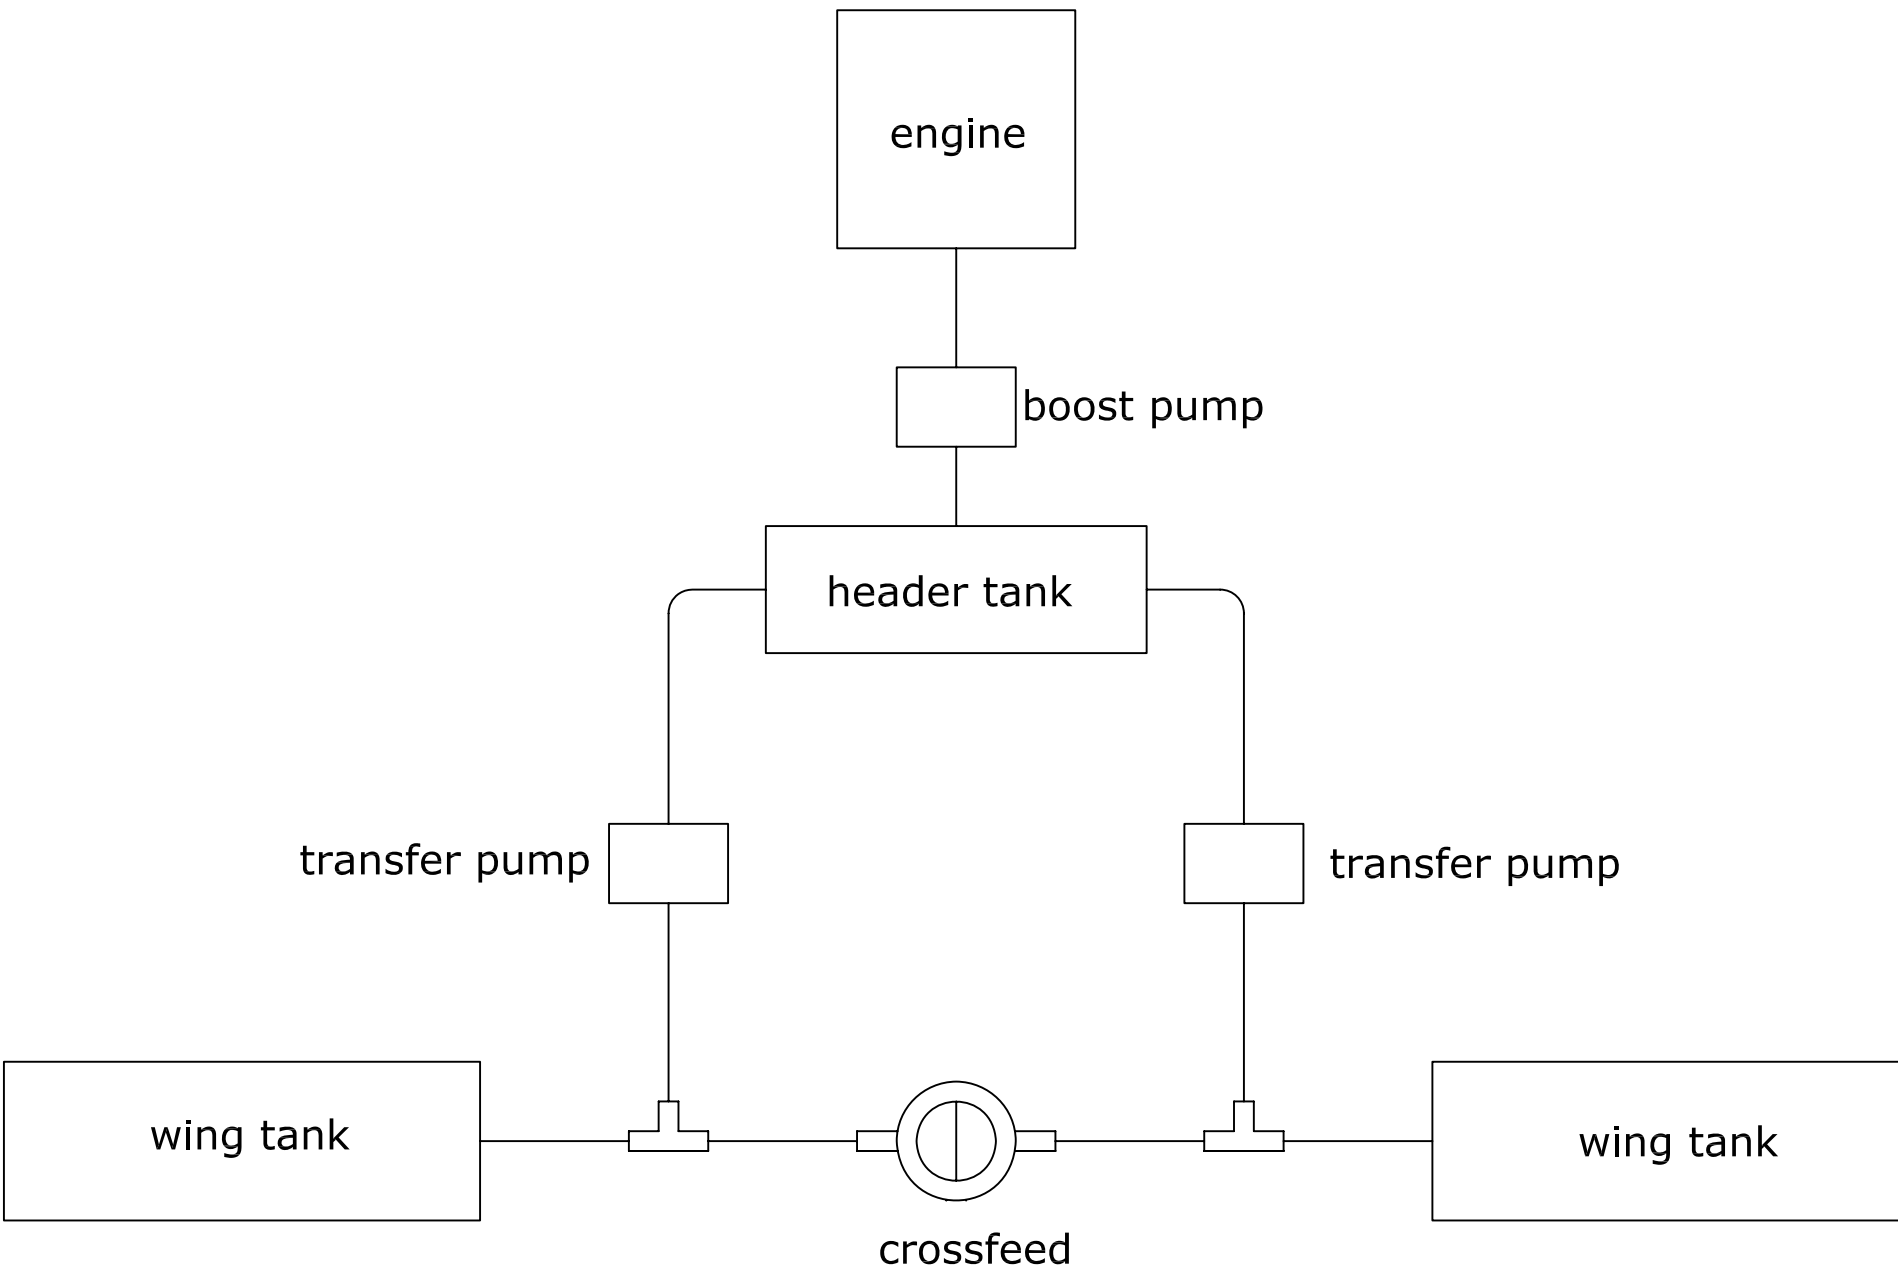 engine
boost pump
header tank
transfer pump
transfer pump
wing tank
wing tank
crossfeed